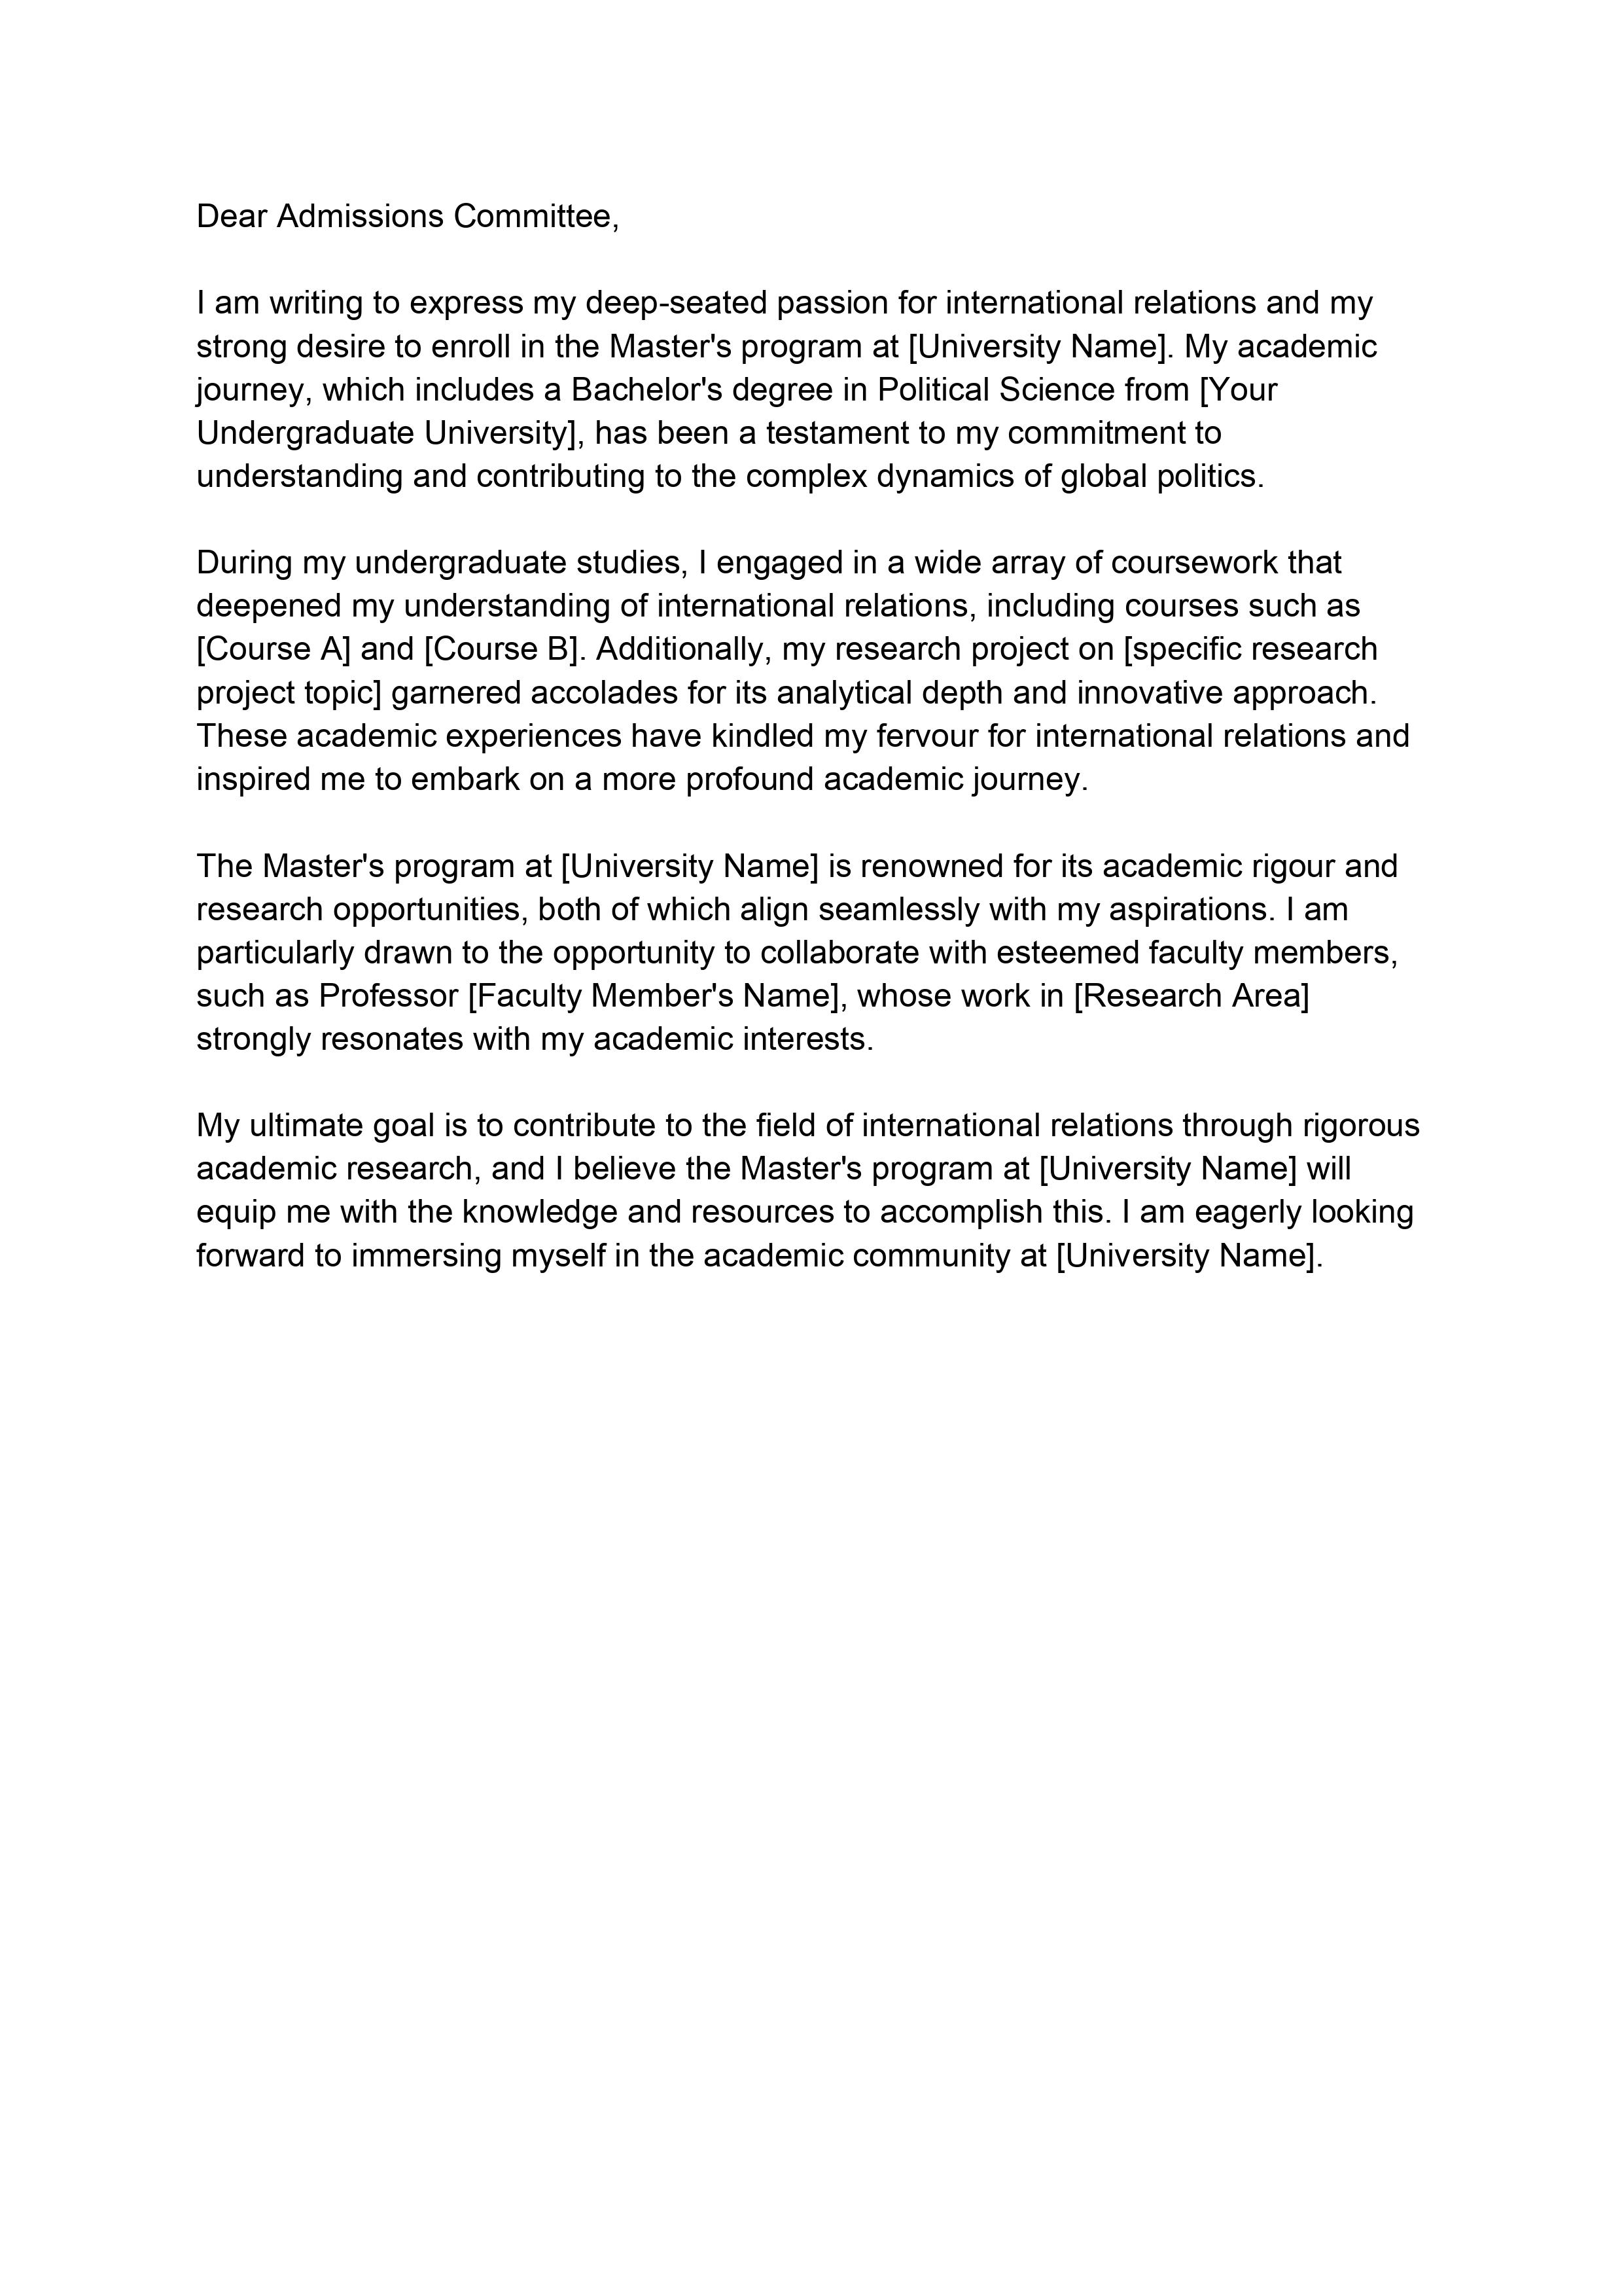 Dear Admissions Committee,
I am writing to express my deep-seated passion for international relations and my
strong desire to enroll in the Master's program at [University Name]. My academic
journey, which includes a Bachelor's degree in Political Science from [Your
Undergraduate University], has been a testament to my commitment to
understanding and contributing to the complex dynamics of global politics.
During my undergraduate studies, I engaged in a wide array of coursework that
deepened my understanding of international relations, including courses such as
[Course A] and [Course B]. Additionally, my research project on [specific research
project topic] garnered accolades for its analytical depth and innovative approach.
These academic experiences have kindled my fervour for international relations and
inspired me to embark on a more profound academic journey.
The Master's program at [University Name] is renowned for its academic rigour and
research opportunities, both of which align seamlessly with my aspirations. I am
particularly drawn to the opportunity to collaborate with esteemed faculty members,
such as Professor [Faculty Member's Name], whose work in [Research Area]
strongly resonates with my academic interests.
My ultimate goal is to contribute to the field of international relations through rigorous
academic research, and I believe the Master's program at [University Name] will
equip me with the knowledge and resources to accomplish this. I am eagerly looking
forward to immersing myself in the academic community at [University Name].